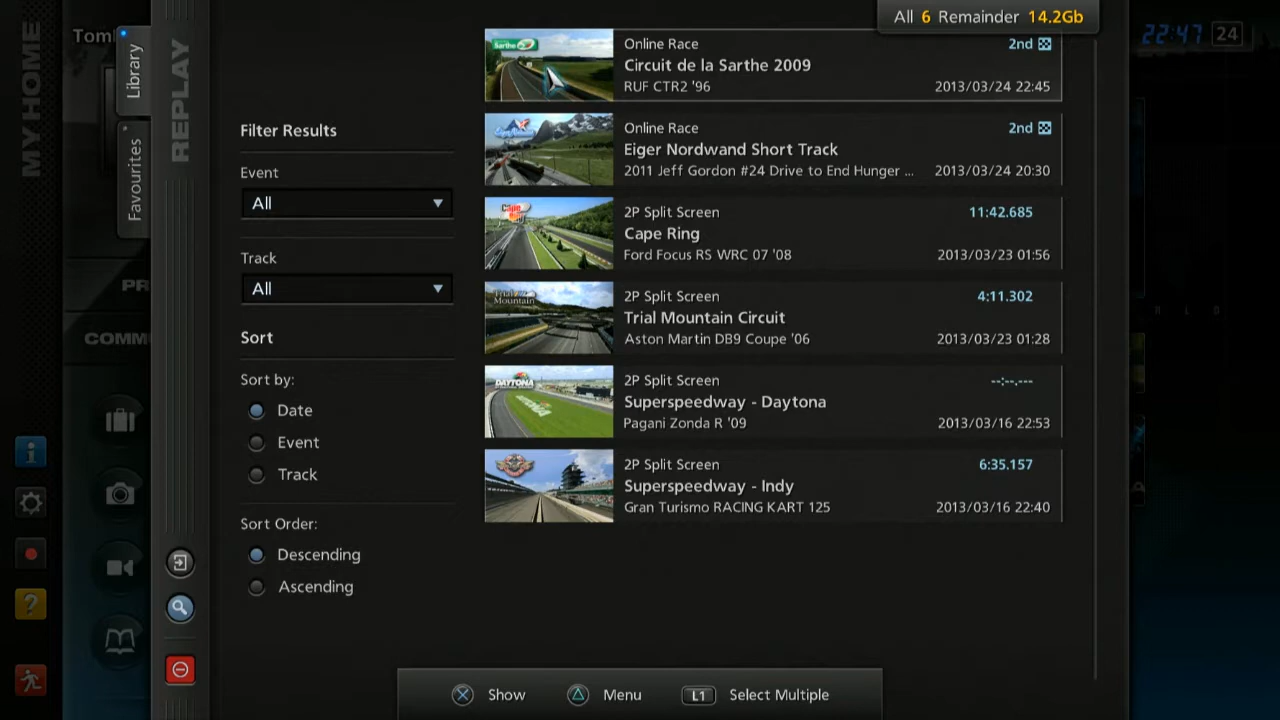 All 6 Remainder 14.2Gb
22:47 24
MY HOME
Library
Favourites
REPLAY
Filter Results
Event
All
Track
All
Sort
Sort by:
Date
Event
Track
Sort Order:
Descending
Ascending
Sarthe
Online Race 2nd
Circuit de la Sarthe 2009
RUF CTR2 '96 2013/03/24 22:45
Online Race 2nd
Eiger Nordwand Short Track
2011 Jeff Gordon #24 Drive to End Hunger ... 2013/03/24 20:30
Cape Ring
2P Split Screen 11:42.685
Cape Ring
Ford Focus RS WRC 07 '08 2013/03/23 01:56
Trial Mountain
2P Split Screen 4:11.302
Trial Mountain Circuit
Aston Martin DB9 Coupe '06 2013/03/23 01:28
DAYTONA
2P Split Screen --:--.---
Superspeedway - Daytona
Pagani Zonda R '09 2013/03/16 22:53
2P Split Screen 6:35.157
Superspeedway - Indy
Gran Turismo RACING KART 125 2013/03/16 22:40
Show Menu L1 Select Multiple